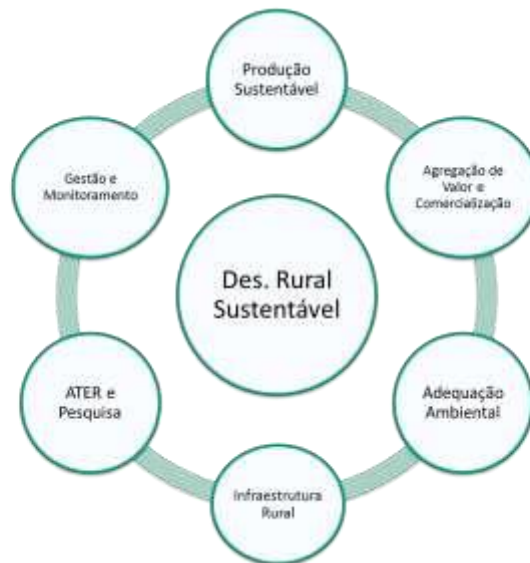 Produção
Sustentável
Agregação de
Valor e
Comercialização
Adequação
Ambiental
Infraestrutura
Rural
ATER e
Pesquisa
Gestão e
Monitoramento
Des. Rural
Sustentável